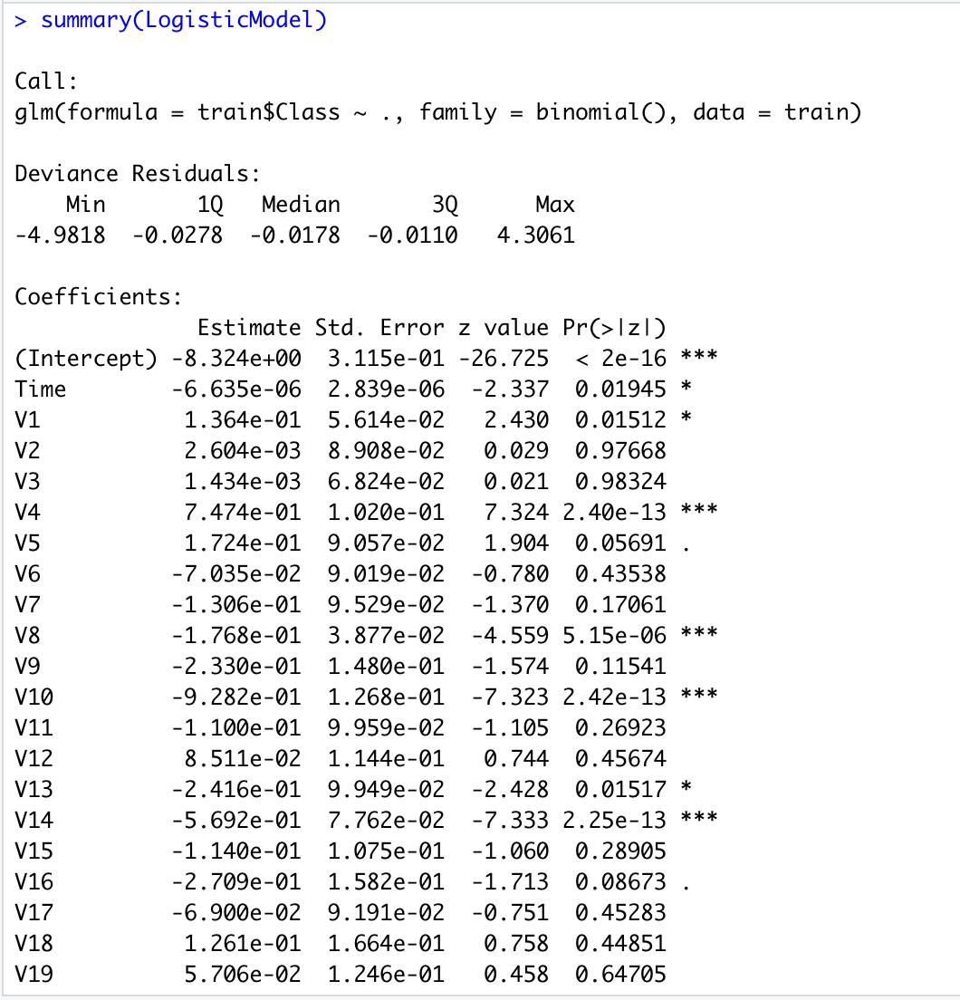 > summary(LogisticModel)
Call:
glm(formula = train$Class ~ ., family = binomial(), data = train)
Deviance Residuals:
    Min       1Q   Median       3Q      Max
-4.9818  -0.0278  -0.0178  -0.0110   4.3061
Coefficients:
              Estimate Std. Error z value Pr(>|z|)
(Intercept) -8.324e+00  3.115e-01 -26.725  < 2e-16 ***
Time        -6.635e-06  2.839e-06  -2.337  0.01945 *
V1           1.364e-01  5.614e-02   2.430  0.01512 *
V2           2.604e-03  8.908e-02   0.029  0.97668
V3           1.434e-03  6.824e-02   0.021  0.98324
V4           7.474e-01  1.020e-01   7.324 2.40e-13 ***
V5           1.724e-01  9.057e-02   1.904  0.05691 .
V6          -7.035e-02  9.019e-02  -0.780  0.43538
V7          -1.306e-01  9.529e-02  -1.370  0.17061
V8          -1.768e-01  3.877e-02  -4.559 5.15e-06 ***
V9          -2.330e-01  1.480e-01  -1.574  0.11541
V10         -9.282e-01  1.268e-01  -7.323 2.42e-13 ***
V11         -1.100e-01  9.959e-02  -1.105  0.26923
V12          8.511e-02  1.144e-01   0.744  0.45674
V13         -2.416e-01  9.949e-02  -2.428  0.01517 *
V14         -5.692e-01  7.762e-02  -7.333 2.25e-13 ***
V15         -1.140e-01  1.075e-01  -1.060  0.28905
V16         -2.709e-01  1.582e-01  -1.713  0.08673 .
V17         -6.900e-02  9.191e-02  -0.751  0.45283
V18          1.261e-01  1.664e-01   0.758  0.44851
V19          5.706e-02  1.246e-01   0.458  0.64705